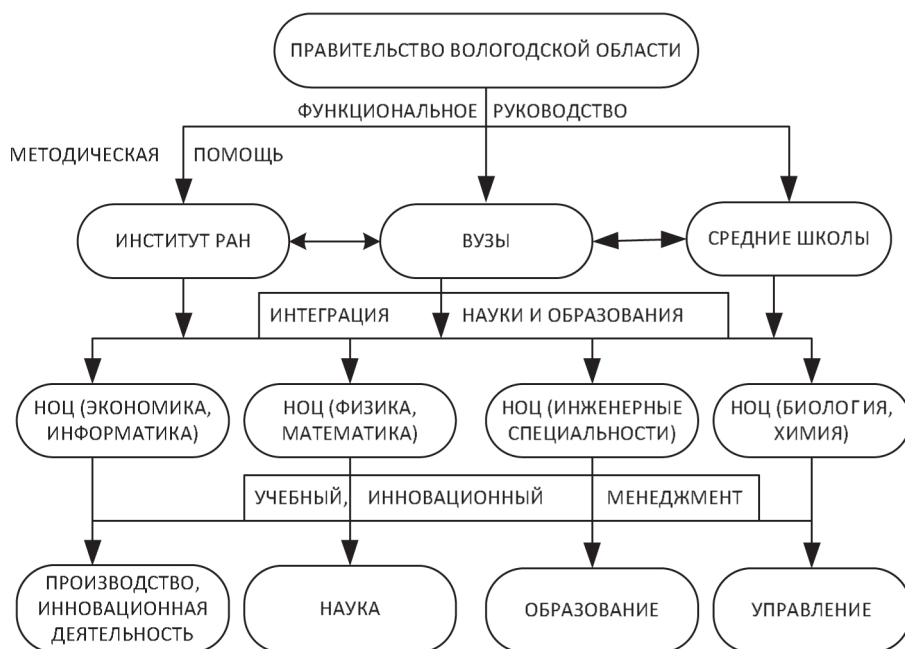 ПРАВИТЕЛЬСТВО ВОЛОГОДСКОЙ ОБЛАСТИ
ФУНКЦИОНАЛЬНОЕ РУКОВОДСТВО
МЕТОДИЧЕСКАЯ ПОМОЩЬ
ИНСТИТУТ РАН
ВУЗЫ
СРЕДНИЕ ШКОЛЫ
ИНТЕГРАЦИЯ НАУКИ И ОБРАЗОВАНИЯ
НОЦ (ЭКОНОМИКА,
ИНФОРМАТИКА)
НОЦ (ФИЗИКА,
МАТЕМАТИКА)
НОЦ (ИНЖЕНЕРНЫЕ
СПЕЦИАЛЬНОСТИ)
НОЦ (БИОЛОГИЯ,
ХИМИЯ)
УЧЕБНЫЙ, ИННОВАЦИОННЫЙ МЕНЕДЖМЕНТ
ПРОИЗВОДСТВО,
ИННОВАЦИОННАЯ
ДЕЯТЕЛЬНОСТЬ
НАУКА
ОБРАЗОВАНИЕ
УПРАВЛЕНИЕ